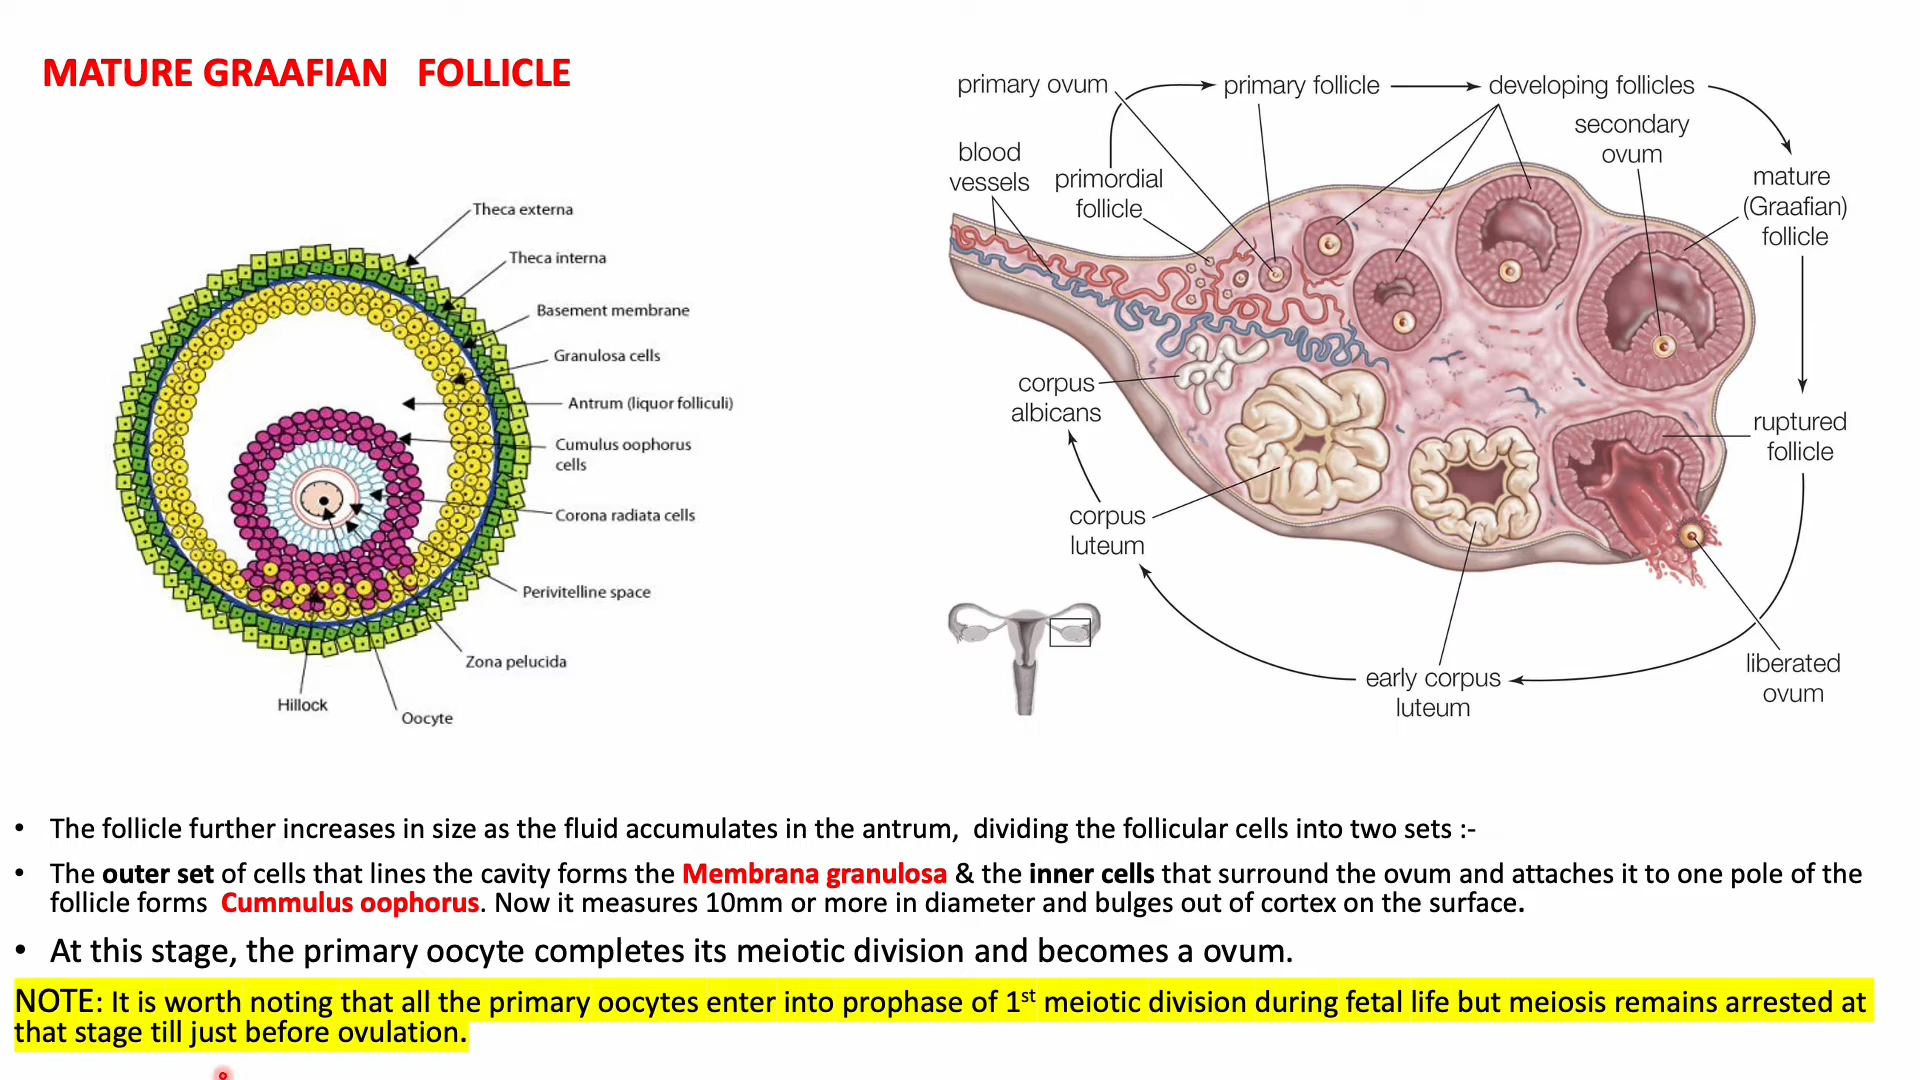 MATURE GRAAFIAN FOLLICLE
Theca externa
Theca interna
Basement membrane
Granulosa cells
Antrum (liquor folliculi)
Cumulus oophorus
cells
Corona radiata cells
Perivitelline space
Zona pelucida
Hillock
Oocyte
primary ovum
primary follicle
developing follicles
secondary
ovum
blood
vessels
primordial
follicle
mature
(Graafian)
follicle
corpus
albicans
ruptured
follicle
corpus
luteum
early corpus
luteum
liberated
ovum
• The follicle further increases in size as the fluid accumulates in the antrum, dividing the follicular cells into two sets :-
• The outer set of cells that lines the cavity forms the Membrana granulosa & the inner cells that surround the ovum and attaches it to one pole of the
follicle forms Cummulus oophorus. Now it measures 10mm or more in diameter and bulges out of cortex on the surface.
• At this stage, the primary oocyte completes its meiotic division and becomes a ovum.
NOTE: It is worth noting that all the primary oocytes enter into prophase of 1st meiotic division during fetal life but meiosis remains arrested at
that stage till just before ovulation.